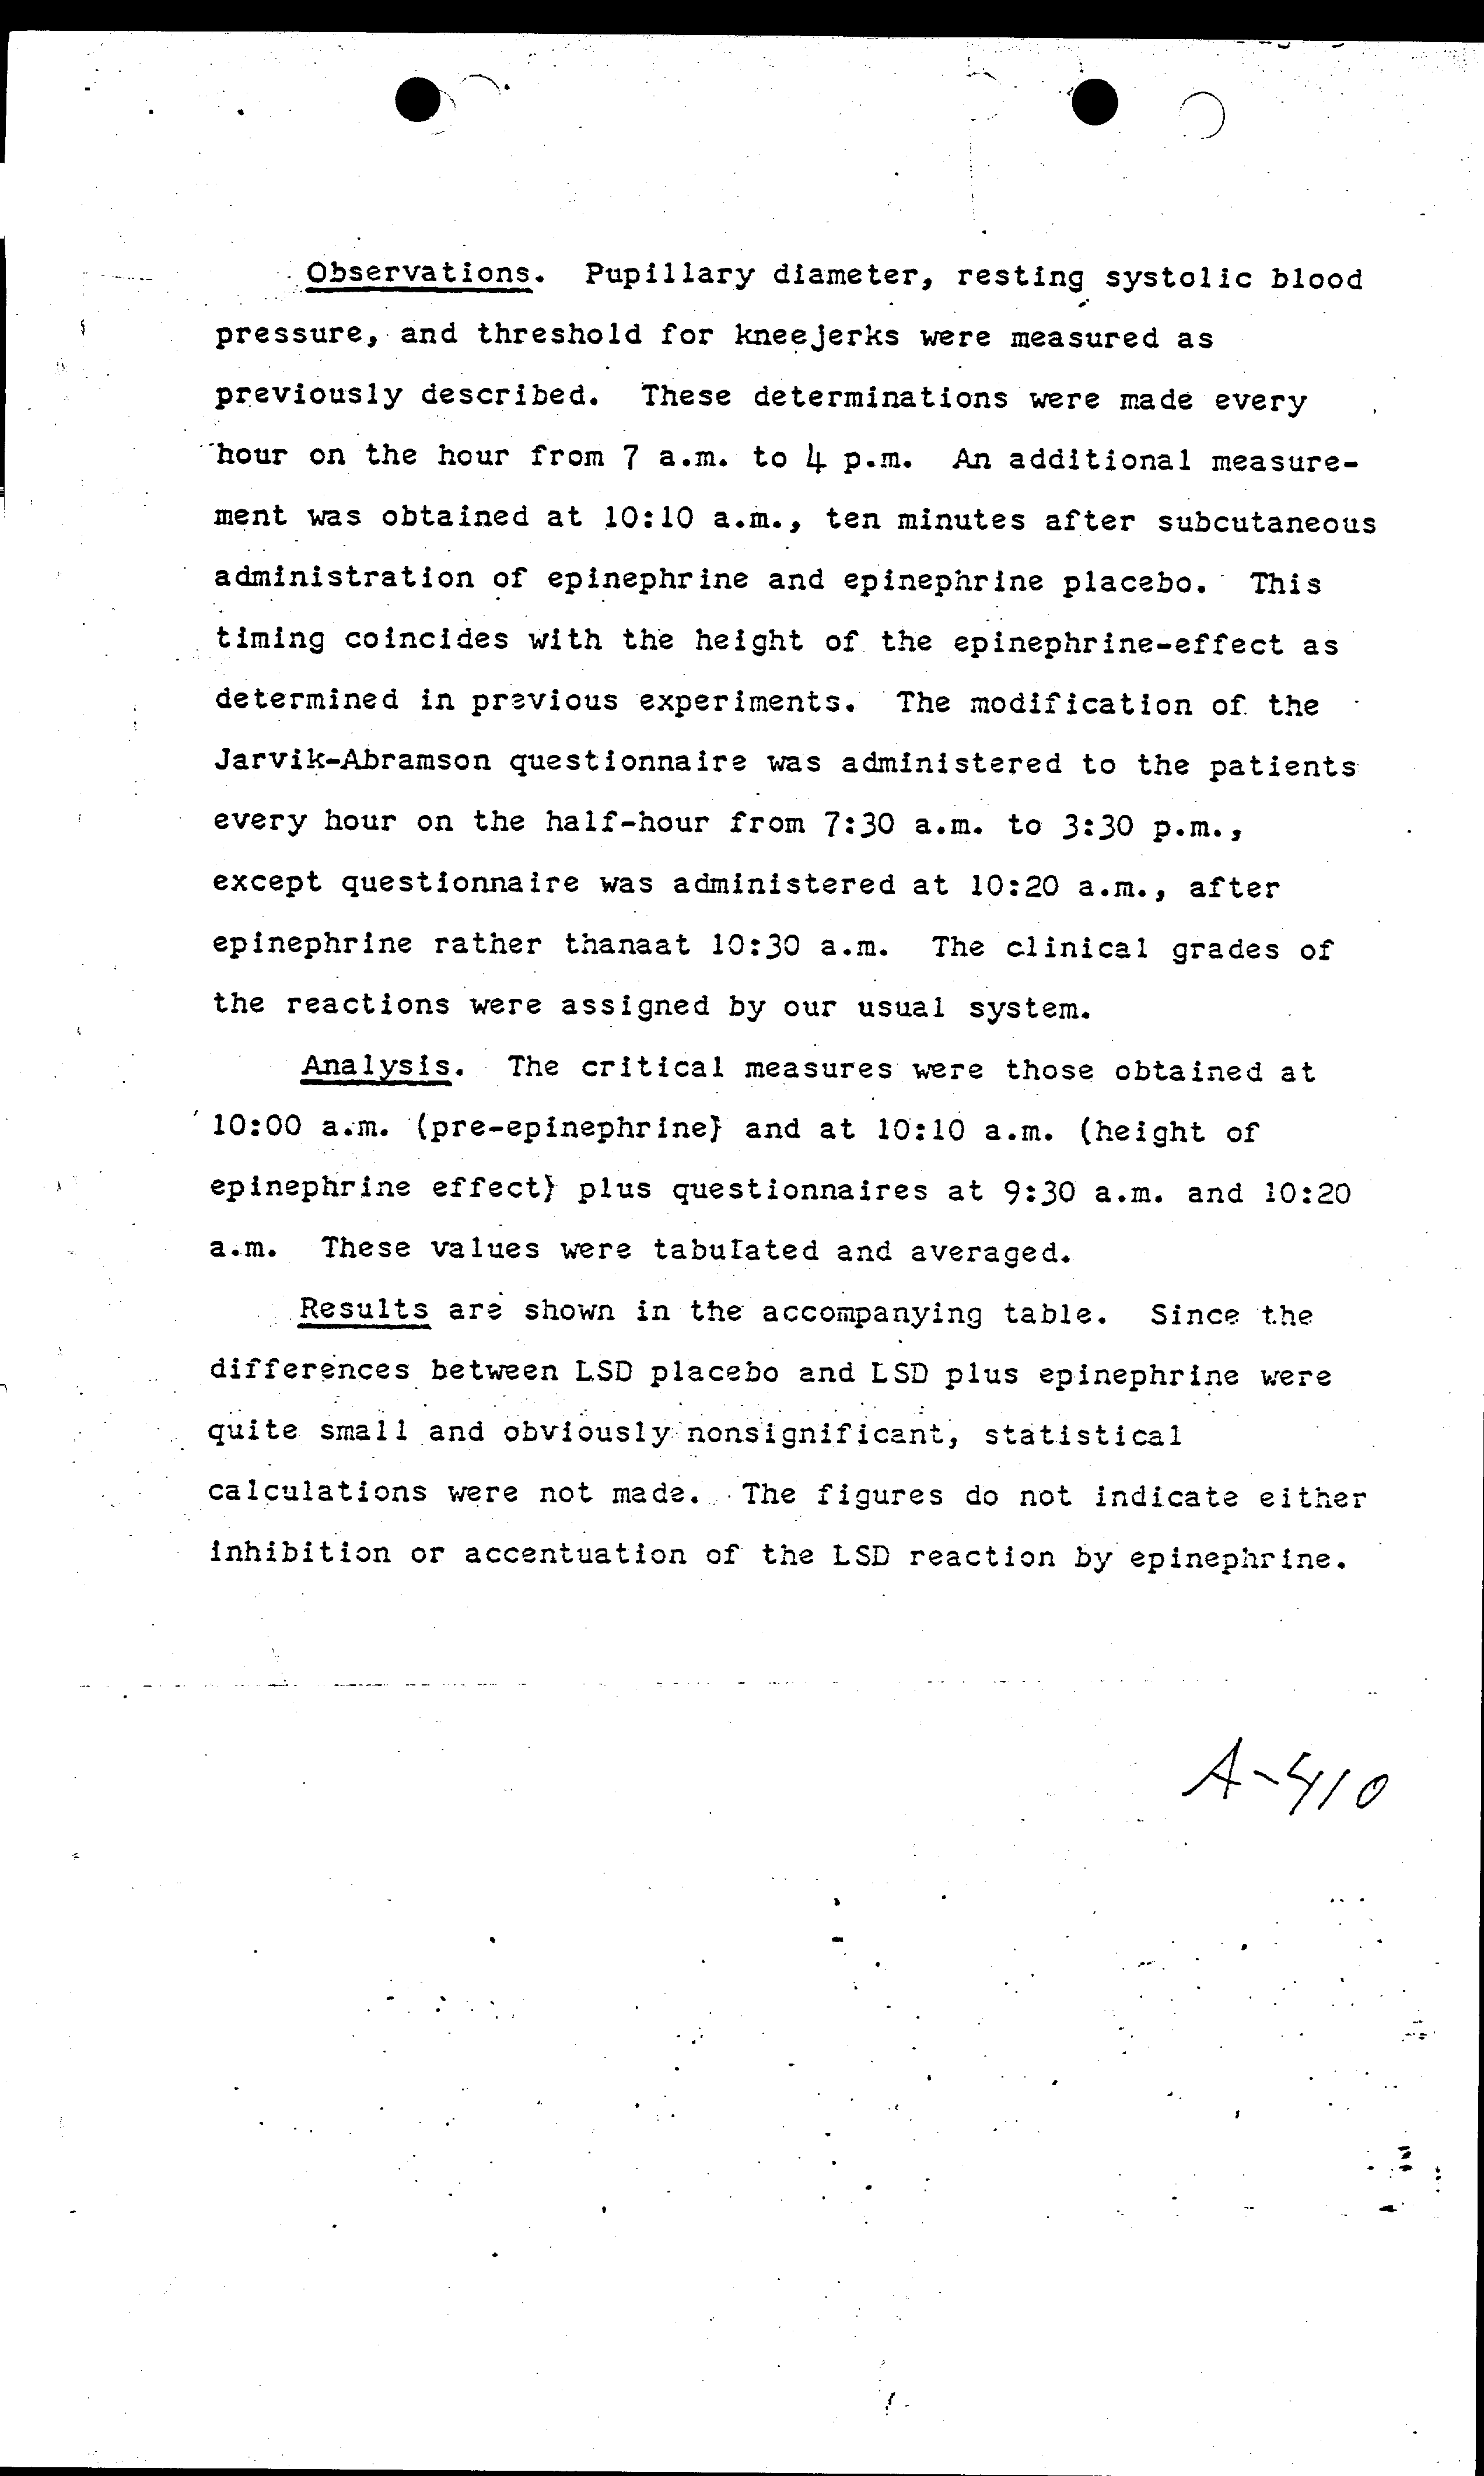 Observations. Pupillary diameter, resting systolic blood
pressure, and threshold for kneejerks were measured as
previously described. These determinations were made every
hour on the hour from 7 a.m. to 4 p.m. An additional measure-
ment was obtained at 10:10 a.m., ten minutes after subcutaneous
administration of epinephrine and epinephrine placebo. This
timing coincides with the height of the epinephrine-effect as
determined in previous experiments. The modification of the
Jarvik-Abramson questionnaire was administered to the patients
every hour on the half-hour from 7:30 a.m. to 3:30 p.m.,
except questionnaire was administered at 10:20 a.m., after
epinephrine rather thanaat 10:30 a.m. The clinical grades of
the reactions were assigned by our usual system.
Analysis. The critical measures were those obtained at
10:00 a.m. (pre-epinephrine} and at 10:10 a.m. (height of
epinephrine effect} plus questionnaires at 9:30 a.m. and 10:20
a.m. These values were tabulated and averaged.
Results are shown in the accompanying table. Since the
differences between LSD placebo and LSD plus epinephrine were
quite small and obviously nonsignificant, statistical
calculations were not made. The figures do not indicate either
inhibition or accentuation of the LSD reaction by epinephrine.
A-410